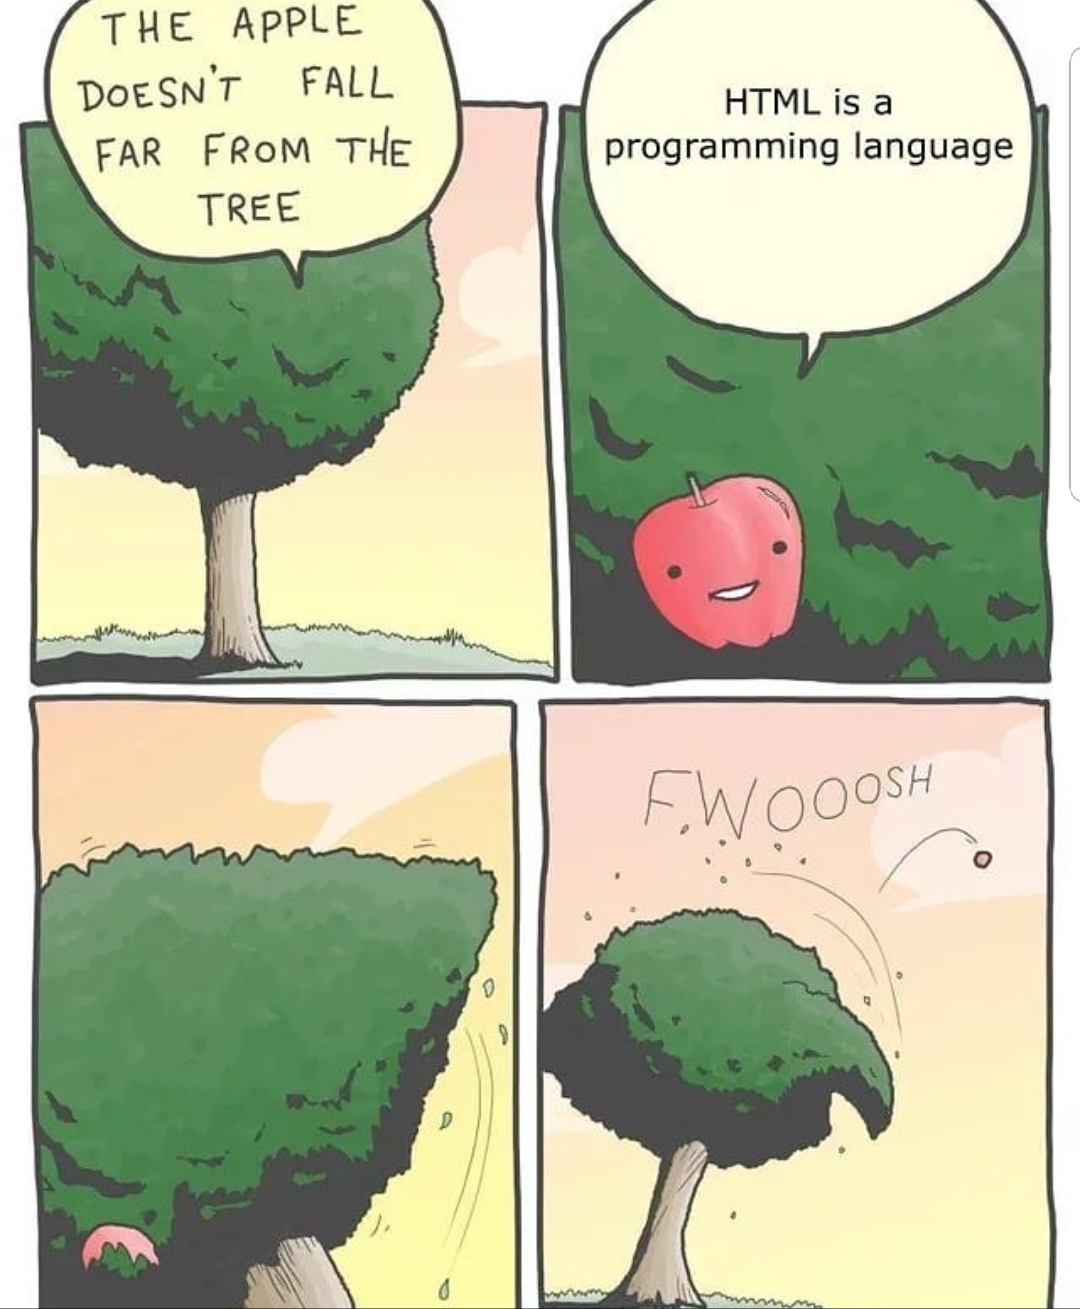 THE APPLE
DOESN'T FALL
FAR FROM THE
TREE
HTML is a
programming language
FWOOOSH